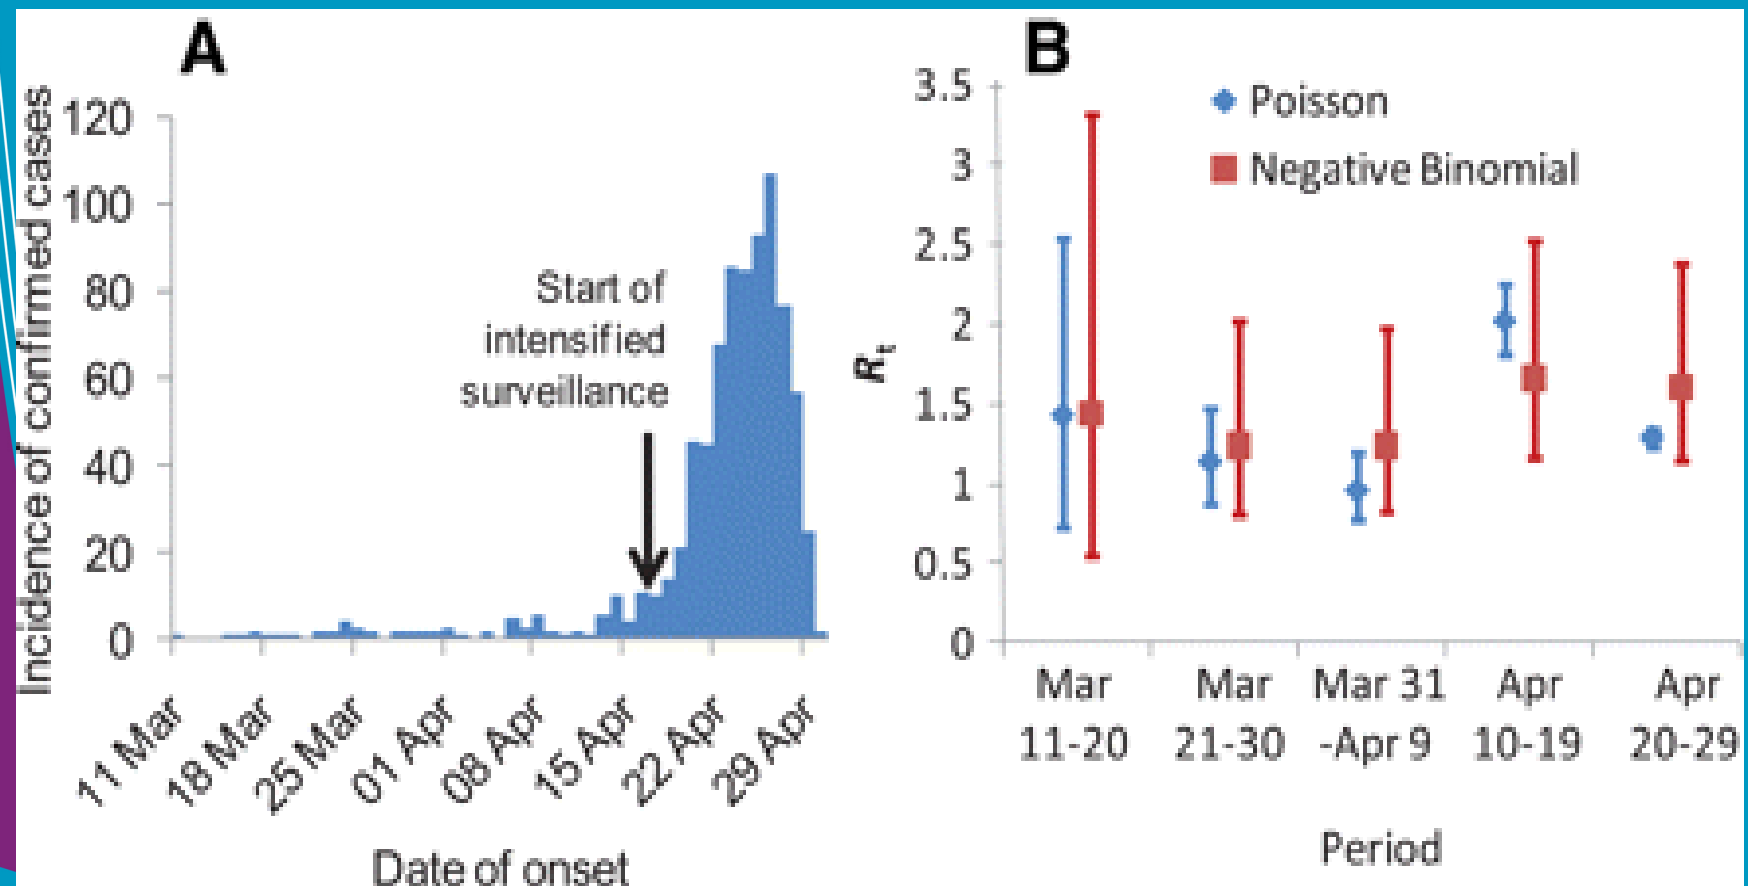 A
Incidence of confirmed cases
120
100
80
60
40
20
0
Start of
intensified
surveillance
11 Mar
18 Mar
25 Mar
01 Apr
08 Apr
15 Apr
22 Apr
29 Apr
Date of onset
B
Poisson
Negative Binomial
Rt
3.5
3
2.5
2
1.5
1
0.5
0
Mar
11-20
Mar
21-30
Mar 31
-Apr 9
Apr
10-19
Apr
20-29
Period